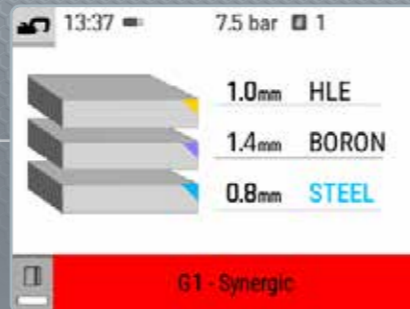 13:37 7.5 bar 1
1.0mm HLE
1.4mm BORON
0.8mm STEEL
G1 - Synergic